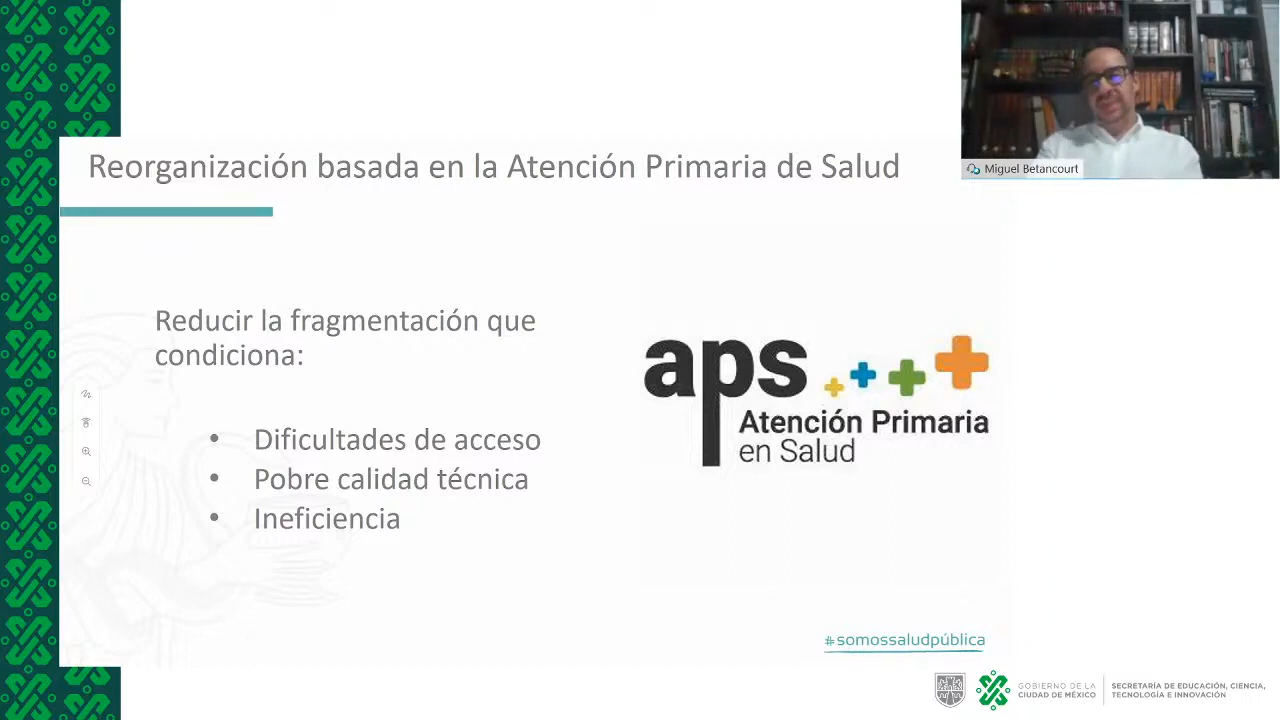 Miguel Betancourt
Reorganización basada en la Atención Primaria de Salud
Reducir la fragmentación que
condiciona:
• Dificultades de acceso
• Pobre calidad técnica
• Ineficiencia
aps
Atención Primaria
en Salud
#somossaludpública
GOBIERNO DE LA
CIUDAD DE MÉXICO
SECRETARÍA DE EDUCACIÓN, CIENCIA,
TECNOLOGÍA E INNOVACIÓN